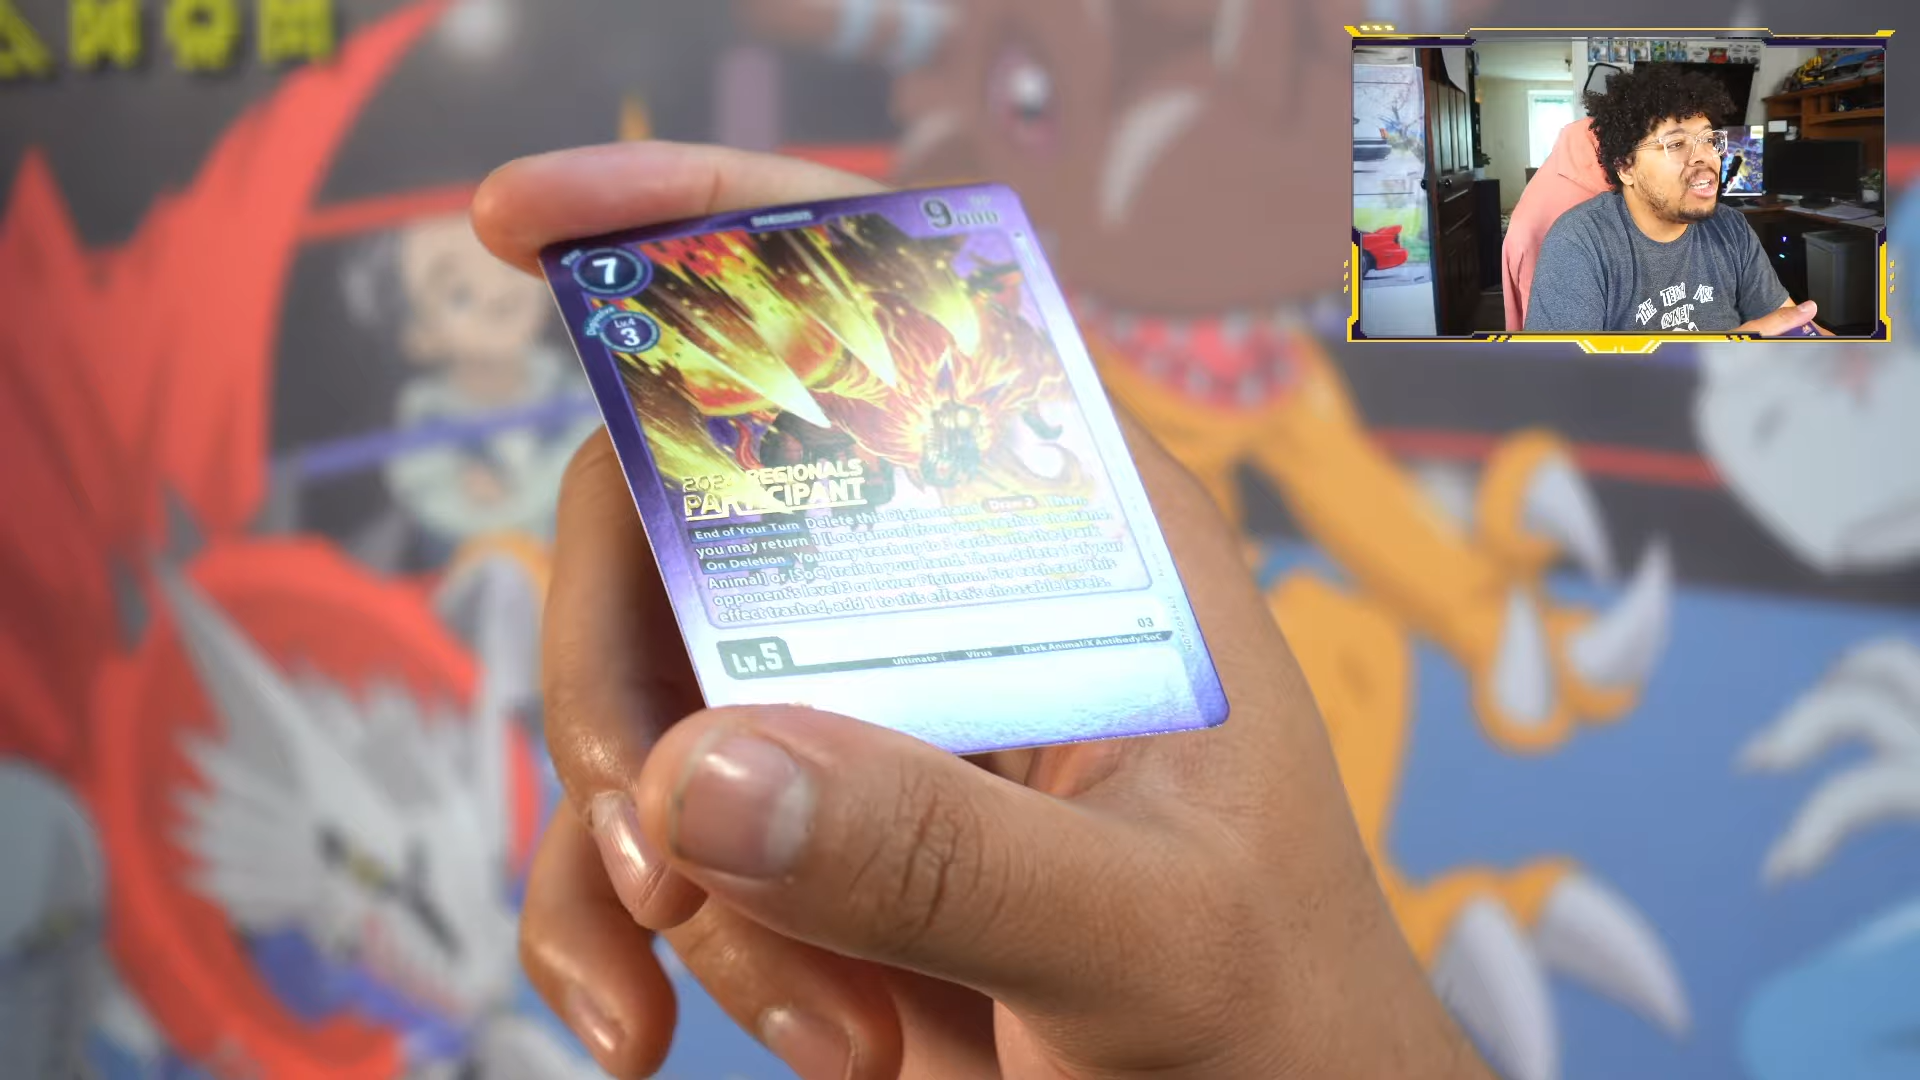 DIGIMON
9000
7
Lv.4
3
REGIONALS
PARTICIPANT
End of Your Turn Delete this Digimon and Draw 2. Then,
you may return 1 [Loogamon] from your trash to the hand.
On Deletion You may trash up to 3 cards with the [Dark
Animal] or [SoC] trait in your hand. Then, delete 1 of your
opponent's level 3 or lower Digimon. For each card this
effect trashed, add 1 to this effect's choosable levels.
03
Lv.5
Ultimate | Virus | Dark Animal/X Antibody/SoC